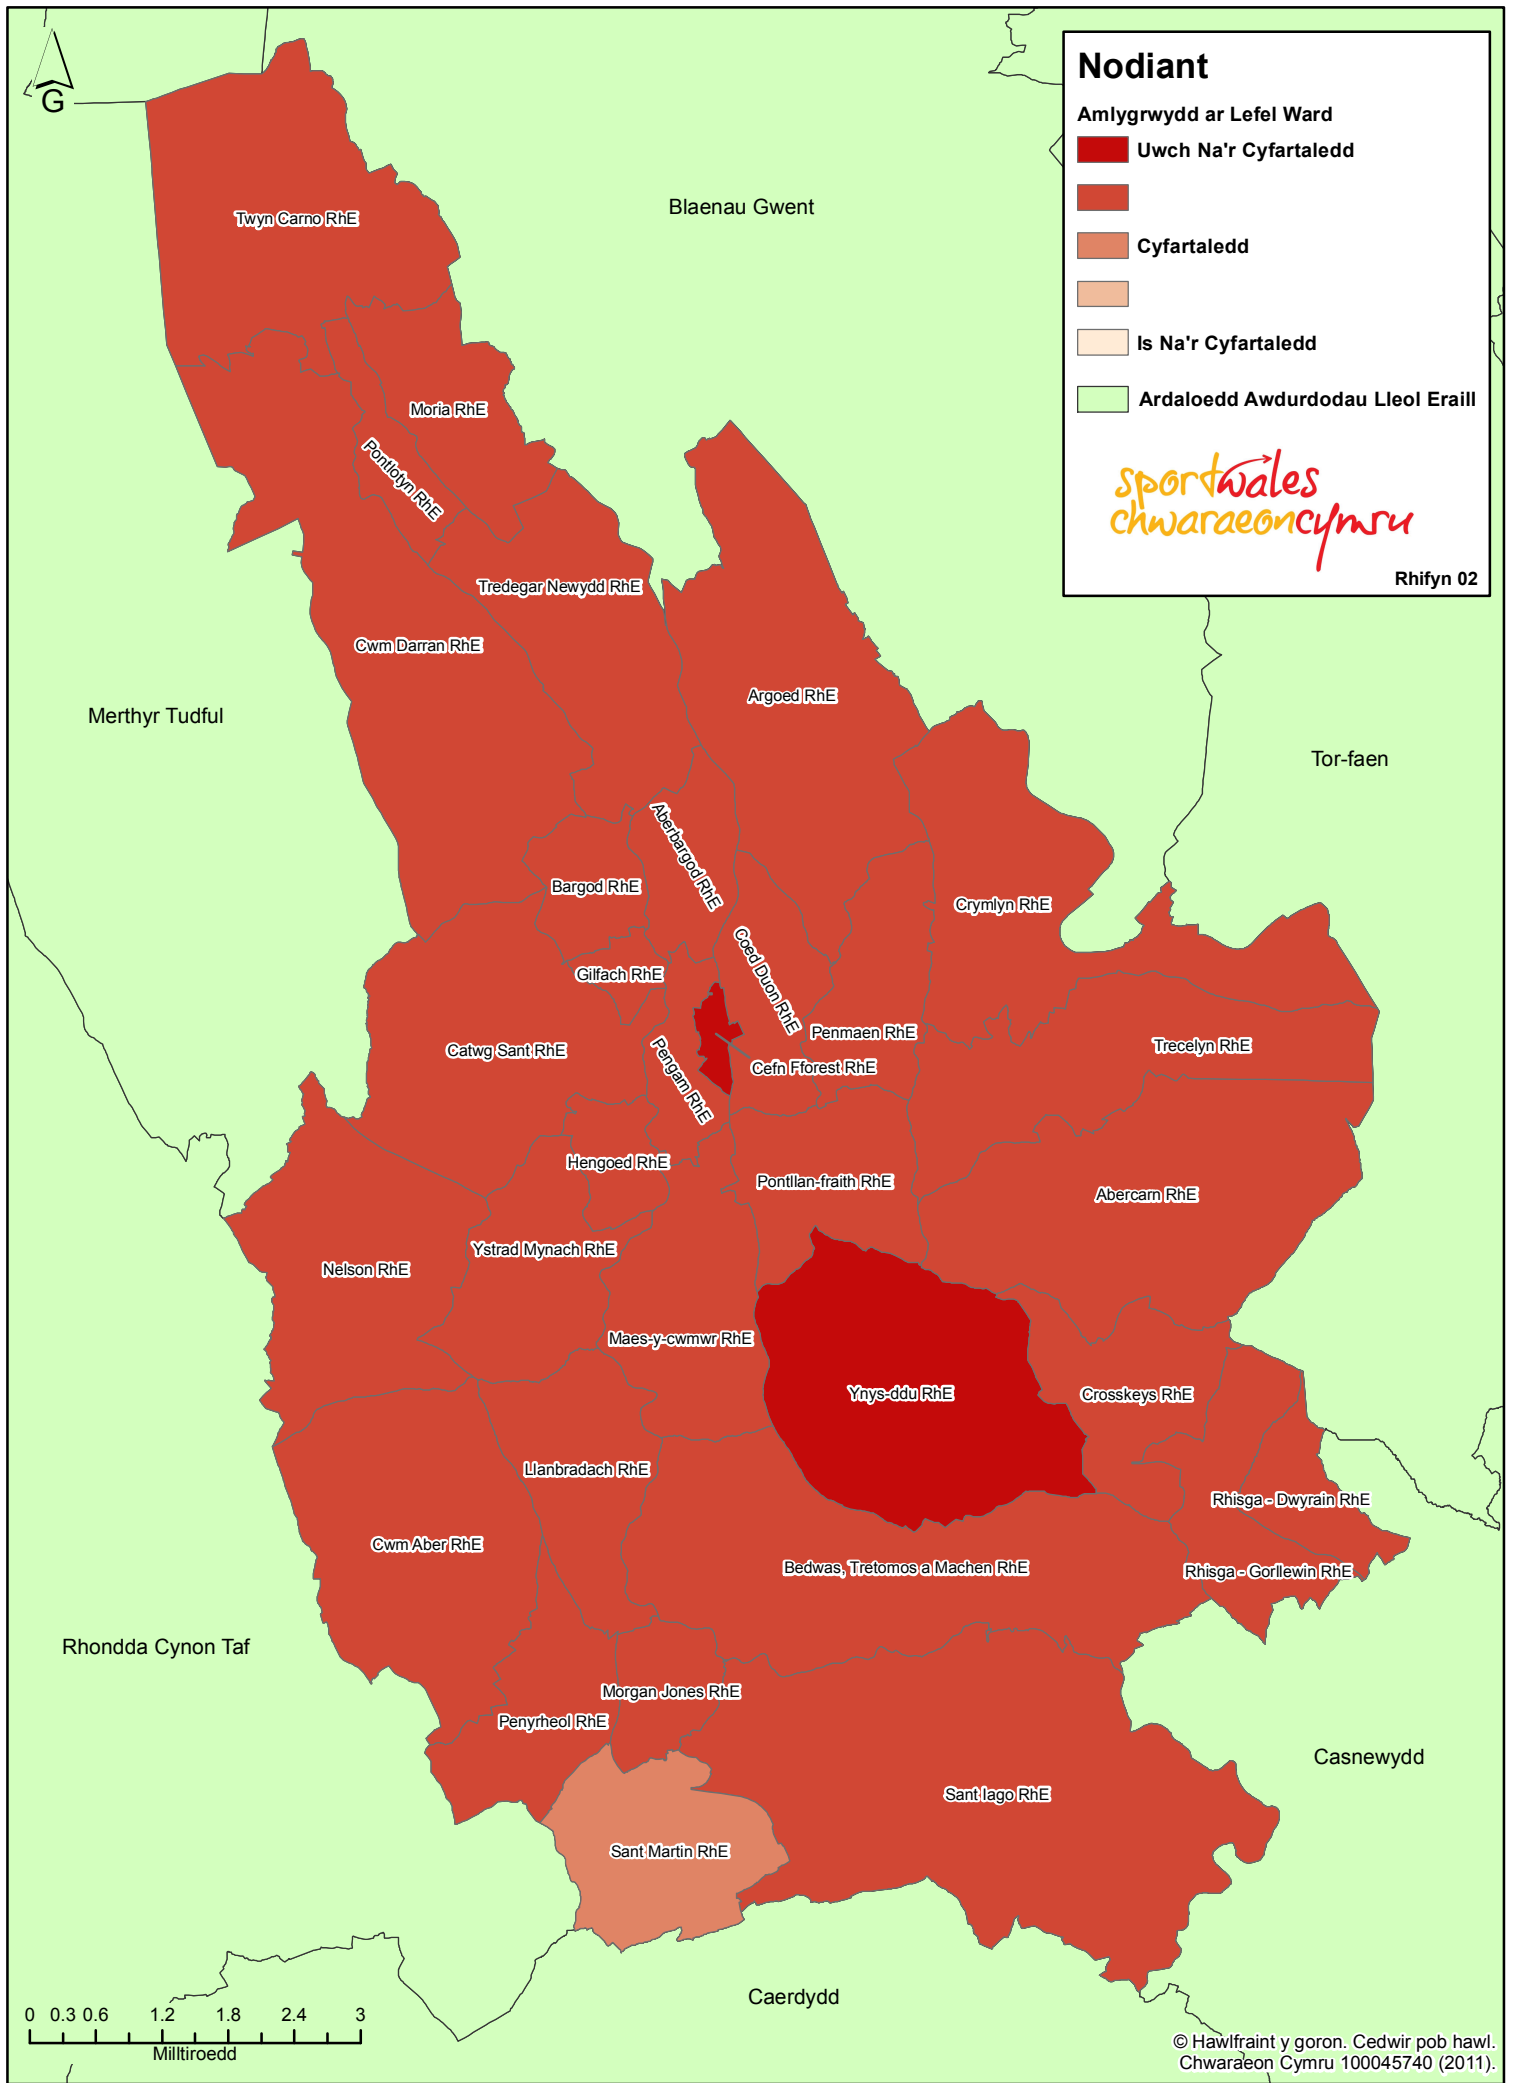 G
Nodiant
Amlygrwydd ar Lefel Ward
Uwch Na'r Cyfartaledd
Cyfartaledd
Is Na'r Cyfartaledd
Ardaloedd Awdurdodau Lleol Eraill
sportwales
chwaraeoncymru
Rhifyn 02
Blaenau Gwent
Twyn Carno RhE
Moria RhE
Pontlotyn RhE
Tredegar Newydd RhE
Cwm Darran RhE
Argoed RhE
Merthyr Tudful
Tor-faen
Aberbargod RhE
Bargod RhE
Crymlyn RhE
Coed Duon RhE
Gilfach RhE
Penmaen RhE
Catwg Sant RhE
Trecelyn RhE
Pengam RhE
Cefn Fforest RhE
Hengoed RhE
Pontllan-fraith RhE
Abercarn RhE
Ystrad Mynach RhE
Nelson RhE
Maes-y-cwmwr RhE
Ynys-ddu RhE
Crosskeys RhE
Llanbradach RhE
Rhisga - Dwyrain RhE
Cwm Aber RhE
Bedwas, Tretomos a Machen RhE
Rhisga - Gorllewin RhE
Rhondda Cynon Taf
Morgan Jones RhE
Penyrheol RhE
Casnewydd
Sant Iago RhE
Sant Martin RhE
Caerdydd
0 0.3 0.6 1.2 1.8 2.4 3
Milltiroedd
© Hawlfraint y goron. Cedwir pob hawl.
Chwaraeon Cymru 100045740 (2011).